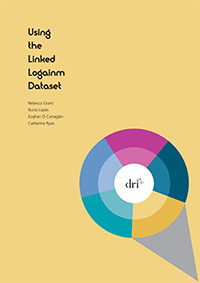 Using
the
Linked
Logainm
Dataset
Rebecca Grant
Nuno Lopes
Eoghan Ó Carragáin
Catherine Ryan
dri